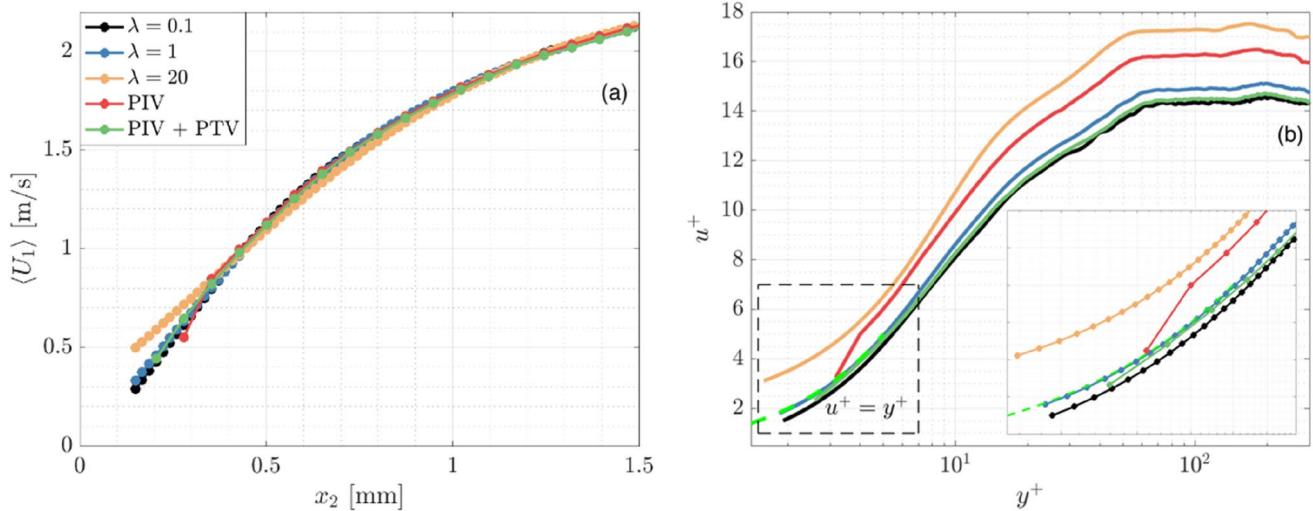 λ = 0.1
λ = 1
λ = 20
PIV
PIV + PTV
(a)
2
1.5
1
0.5
0
⟨U₁⟩ [m/s]
0 0.5 1 1.5
x₂ [mm]
18
16
14
12
10
8
6
4
2
u⁺
(b)
u⁺ = y⁺
10¹ 10²
y⁺